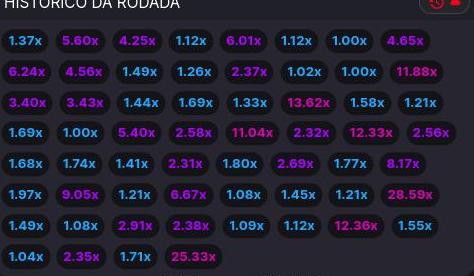 HISTÓRICO DA RODADA
1.37x 5.60x 4.25x 1.12x 6.01x 1.12x 1.00x 4.65x
6.24x 4.56x 1.49x 1.26x 2.37x 1.02x 1.00x 11.88x
3.40x 3.43x 1.44x 1.69x 1.33x 13.62x 1.58x 1.21x
1.69x 1.00x 5.40x 2.58x 11.04x 2.32x 12.33x 2.56x
1.68x 1.74x 1.41x 2.31x 1.80x 2.69x 1.77x 8.17x
1.97x 9.05x 1.21x 6.67x 1.08x 1.45x 1.21x 28.59x
1.49x 1.08x 2.91x 2.38x 1.09x 1.12x 12.36x 1.55x
1.04x 2.35x 1.71x 25.33x